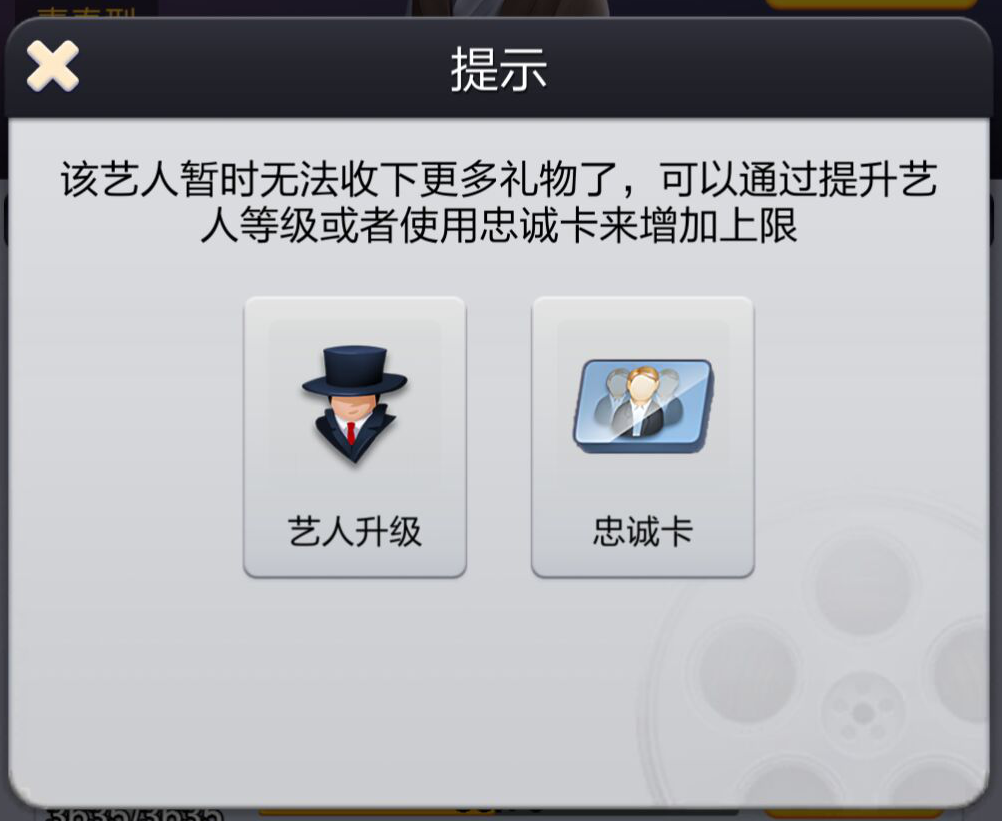 提示
该艺人暂时无法收下更多礼物了，可以通过提升艺
人等级或者使用忠诚卡来增加上限
艺人升级
忠诚卡